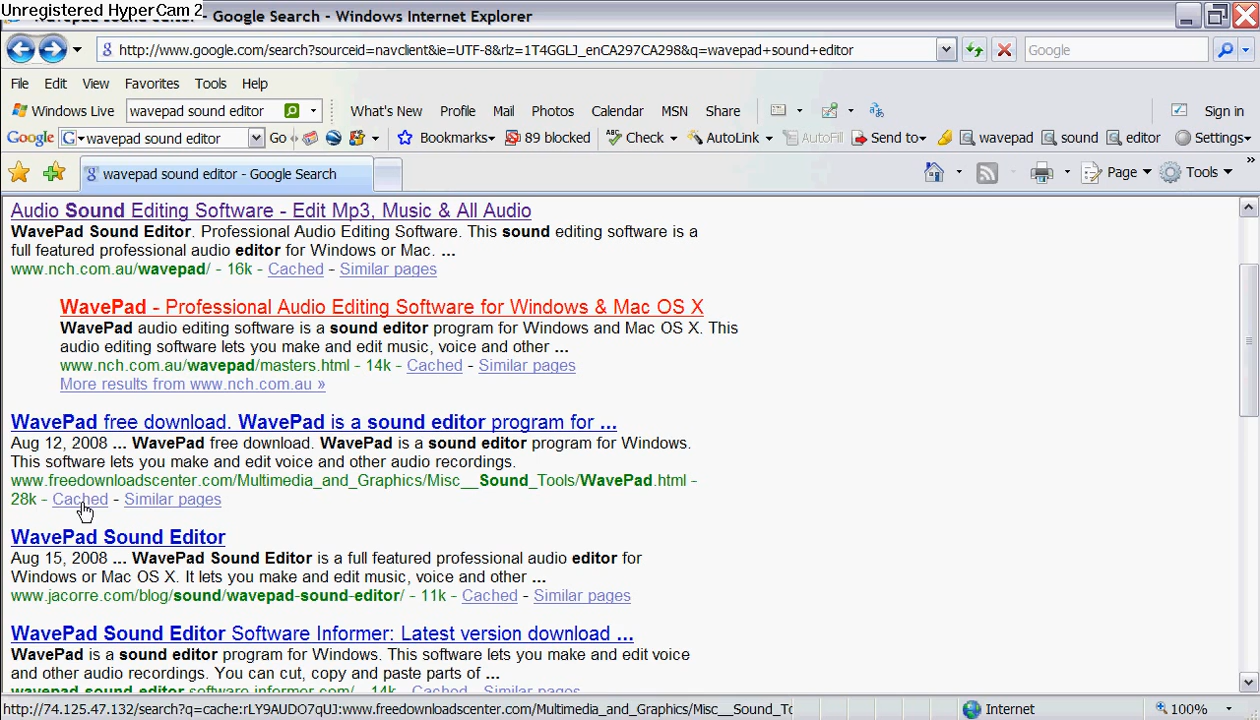 Unregistered HyperCam 2
Google Search - Windows Internet Explorer
http://www.google.com/search?sourceid=navclient&ie=UTF-8&rlz=1T4GGLJ_enCA297CA298&q=wavepad+sound+editor
Google
File Edit View Favorites Tools Help
Windows Live wavepad sound editor What's New Profile Mail Photos Calendar MSN Share Sign in
Google G wavepad sound editor Go Bookmarks 89 blocked Check AutoLink AutoFill Send to wavepad sound editor Settings
wavepad sound editor - Google Search Page Tools
Audio Sound Editing Software - Edit Mp3, Music & All Audio
WavePad Sound Editor. Professional Audio Editing Software. This sound editing software is a
full featured professional audio editor for Windows or Mac. ...
www.nch.com.au/wavepad/ - 16k - Cached - Similar pages
WavePad - Professional Audio Editing Software for Windows & Mac OS X
WavePad audio editing software is a sound editor program for Windows and Mac OS X. This
audio editing software lets you make and edit music, voice and other ...
www.nch.com.au/wavepad/masters.html - 14k - Cached - Similar pages
More results from www.nch.com.au »
WavePad free download. WavePad is a sound editor program for ...
Aug 12, 2008 ... WavePad free download. WavePad is a sound editor program for Windows.
This software lets you make and edit voice and other audio recordings.
www.freedownloadscenter.com/Multimedia_and_Graphics/Misc__Sound_Tools/WavePad.html -
28k - Cached - Similar pages
WavePad Sound Editor
Aug 15, 2008 ... WavePad Sound Editor is a full featured professional audio editor for
Windows or Mac OS X. It lets you make and edit music, voice and other ...
www.jacorre.com/blog/sound/wavepad-sound-editor/ - 11k - Cached - Similar pages
WavePad Sound Editor Software Informer: Latest version download ...
WavePad is a sound editor program for Windows. This software lets you make and edit voice
and other audio recordings. You can cut, copy and paste parts of ...
wavepad-sound-editor.software.informer.com/ - 14k - Cached - Similar pages
http://74.125.47.132/search?q=cache:rLY9AUDO7qUJ:www.freedownloadscenter.com/Multimedia_and_Graphics/Misc__Sound_To Internet 100%